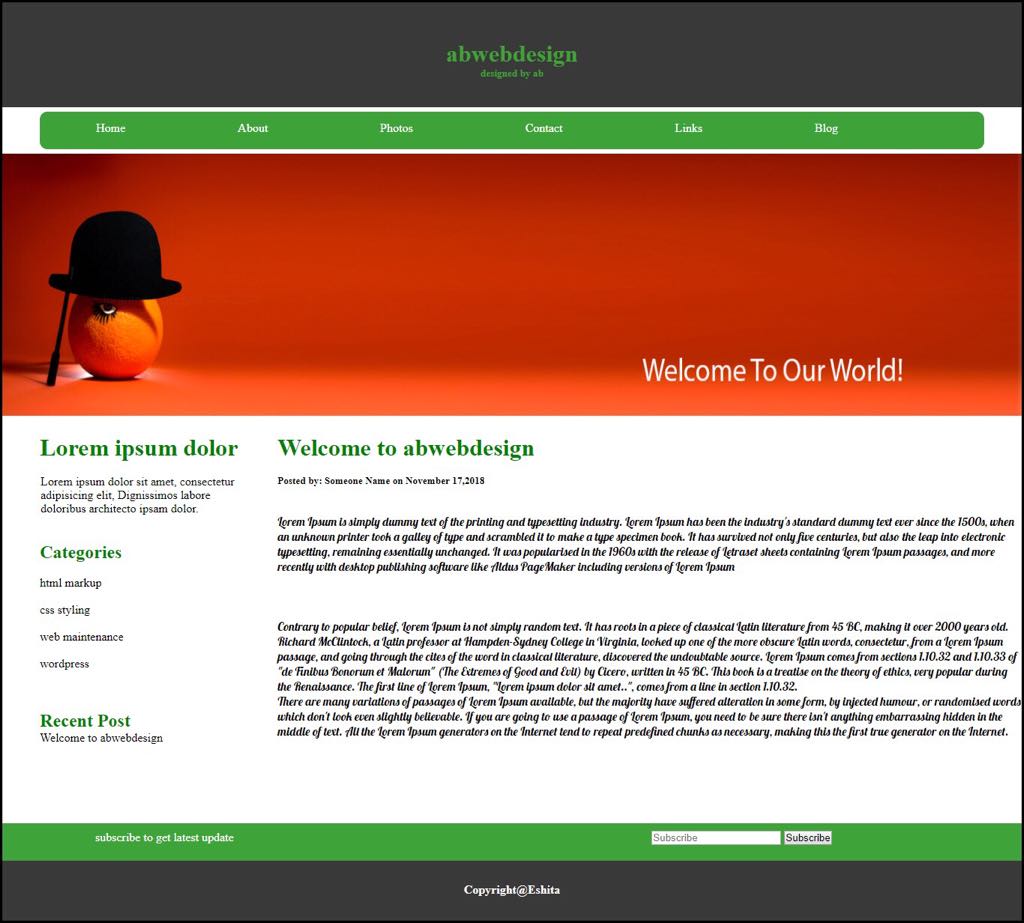 abwebdesign
designed by ab
Home About Photos Contact Links Blog
Welcome To Our World!
Lorem ipsum dolor
Lorem ipsum dolor sit amet, consectetur
adipisicing elit, Dignissimos labore
doloribus architecto ipsam dolor.
Categories
html markup
css styling
web maintenance
wordpress
Recent Post
Welcome to abwebdesign
Welcome to abwebdesign
Posted by: Someone Name on November 17,2018
Lorem Ipsum is simply dummy text of the printing and typesetting industry. Lorem Ipsum has been the industry's standard dummy text ever since the 1500s, when
an unknown printer took a galley of type and scrambled it to make a type specimen book. It has survived not only five centuries, but also the leap into electronic
typesetting, remaining essentially unchanged. It was popularised in the 1960s with the release of Letraset sheets containing Lorem Ipsum passages, and more
recently with desktop publishing software like Aldus PageMaker including versions of Lorem Ipsum
Contrary to popular belief, Lorem Ipsum is not simply random text. It has roots in a piece of classical Latin literature from 45 BC, making it over 2000 years old.
Richard McClintock, a Latin professor at Hampden-Sydney College in Virginia, looked up one of the more obscure Latin words, consectetur, from a Lorem Ipsum
passage, and going through the cites of the word in classical literature, discovered the undoubtable source. Lorem Ipsum comes from sections 1.10.32 and 1.10.33 of
"de Finibus Bonorum et Malorum" (The Extremes of Good and Evil) by Cicero, written in 45 BC. This book is a treatise on the theory of ethics, very popular during
the Renaissance. The first line of Lorem Ipsum, "Lorem ipsum dolor sit amet..", comes from a line in section 1.10.32.
There are many variations of passages of Lorem Ipsum available, but the majority have suffered alteration in some form, by injected humour, or randomised words
which don't look even slightly believable. If you are going to use a passage of Lorem Ipsum, you need to be sure there isn't anything embarrassing hidden in the
middle of text. All the Lorem Ipsum generators on the Internet tend to repeat predefined chunks as necessary, making this the first true generator on the Internet.
subscribe to get latest update Subscribe Subscribe
Copyright@Eshita